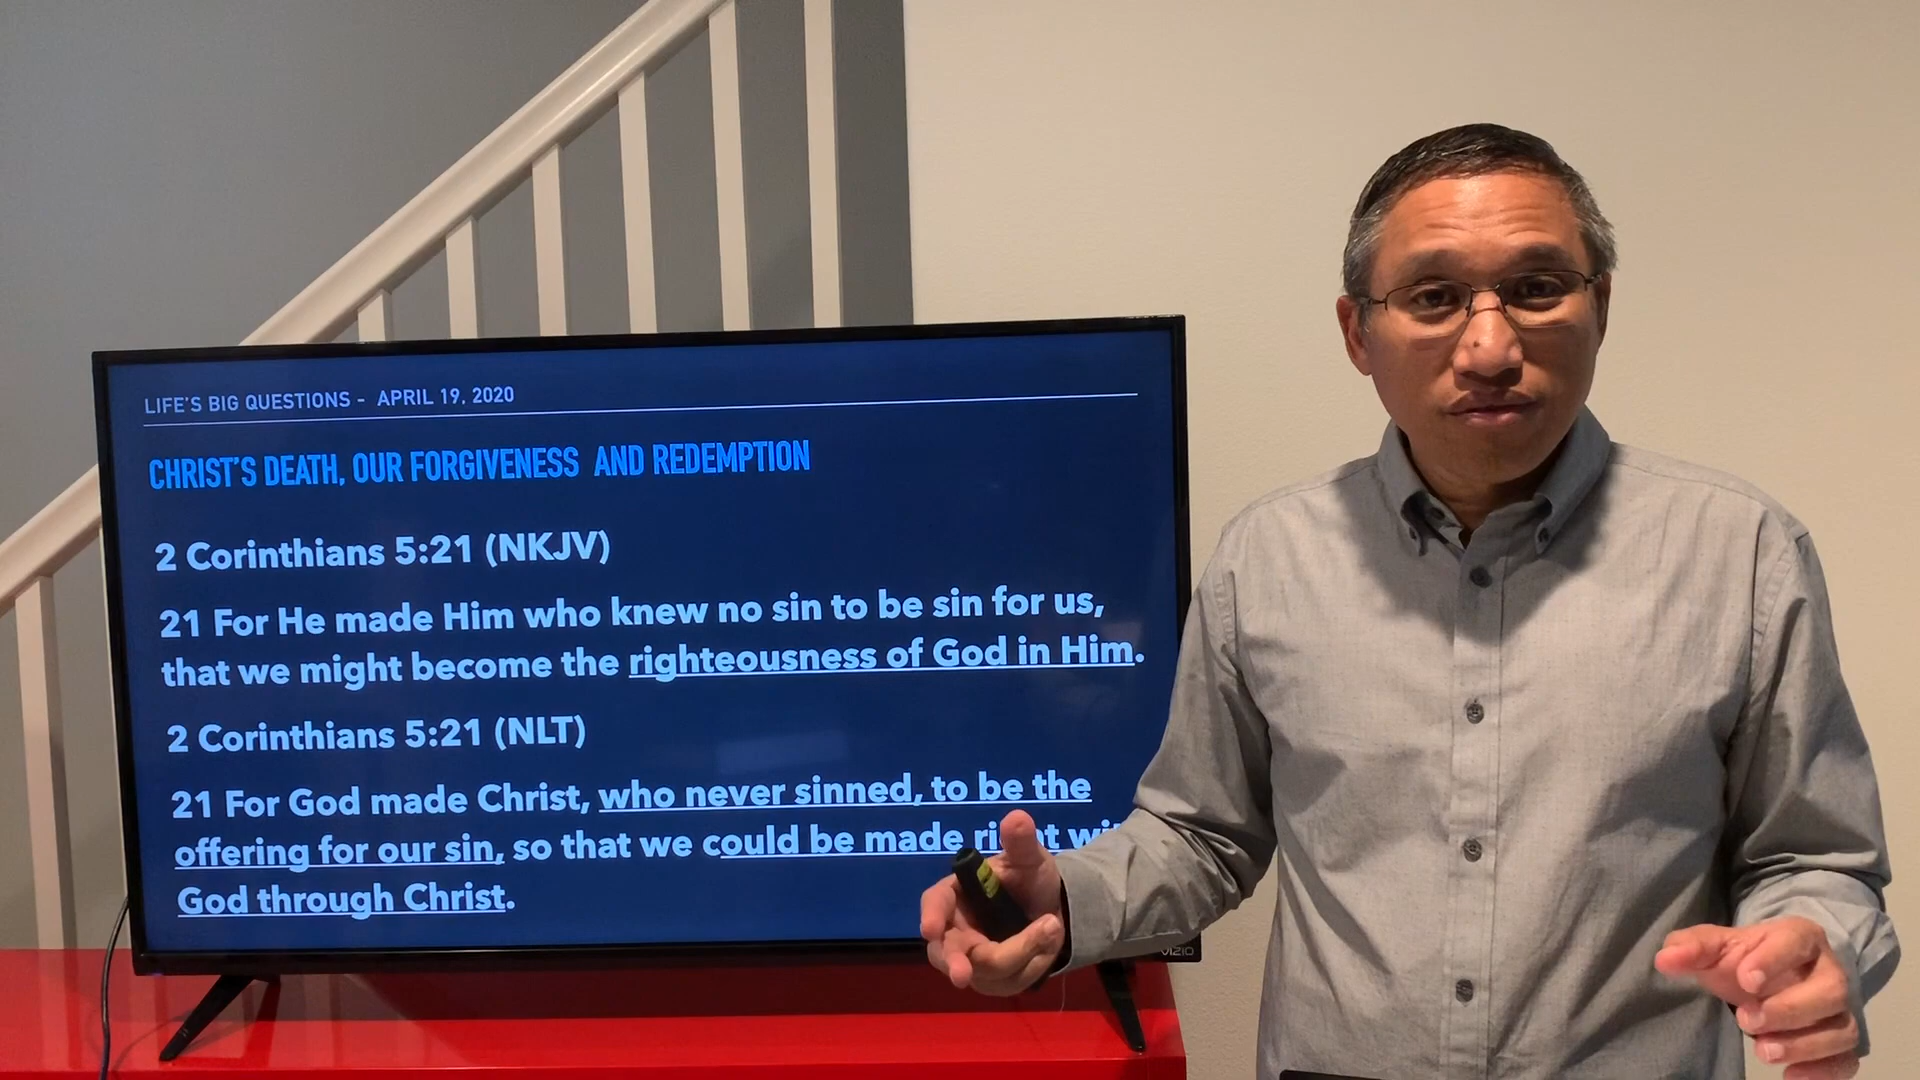 LIFE'S BIG QUESTIONS - APRIL 19, 2020
CHRIST'S DEATH, OUR FORGIVENESS AND REDEMPTION
2 Corinthians 5:21 (NKJV)
21 For He made Him who knew no sin to be sin for us,
that we might become the righteousness of God in Him.
2 Corinthians 5:21 (NLT)
21 For God made Christ, who never sinned, to be the
offering for our sin, so that we could be made right
God through Christ.
VIZIO